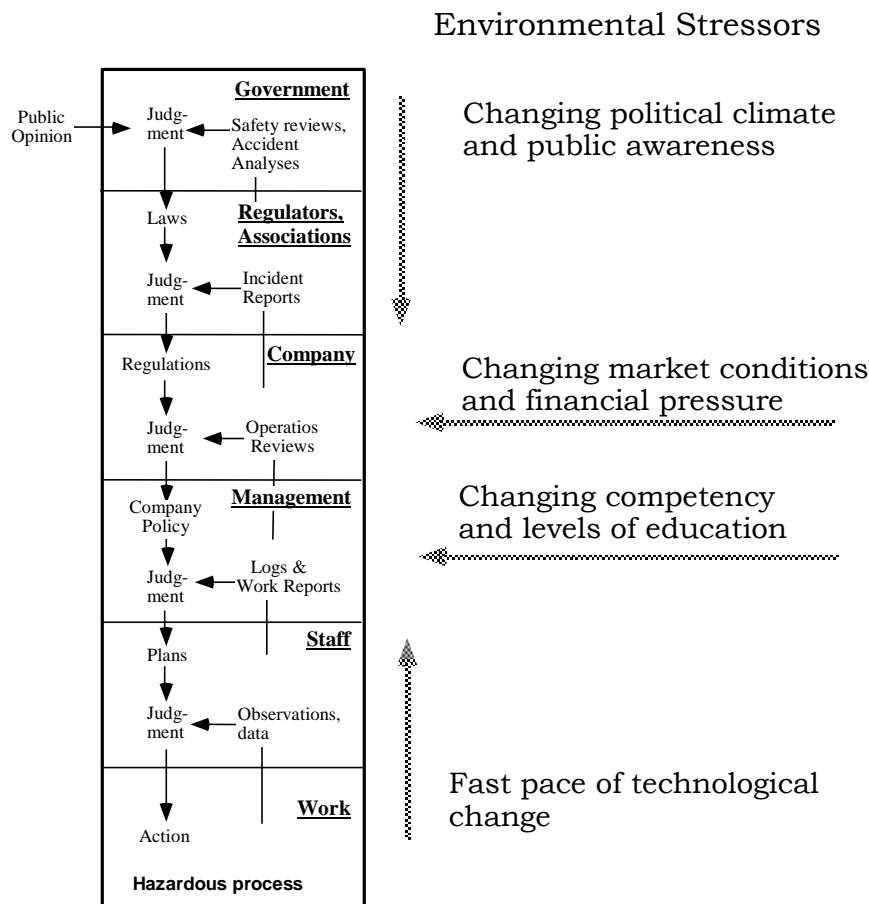 Environmental Stressors
Government
Public
Opinion
Judg-
ment
Safety reviews,
Accident
Analyses
Changing political climate
and public awareness
Regulators,
Associations
Laws
Judg-
ment
Incident
Reports
Company
Regulations
Changing market conditions
and financial pressure
Judg-
ment
Operatios
Reviews
Management
Company
Policy
Changing competency
and levels of education
Judg-
ment
Logs &
Work Reports
Staff
Plans
Judg-
ment
Observations,
data
Work
Fast pace of technological
change
Action
Hazardous process